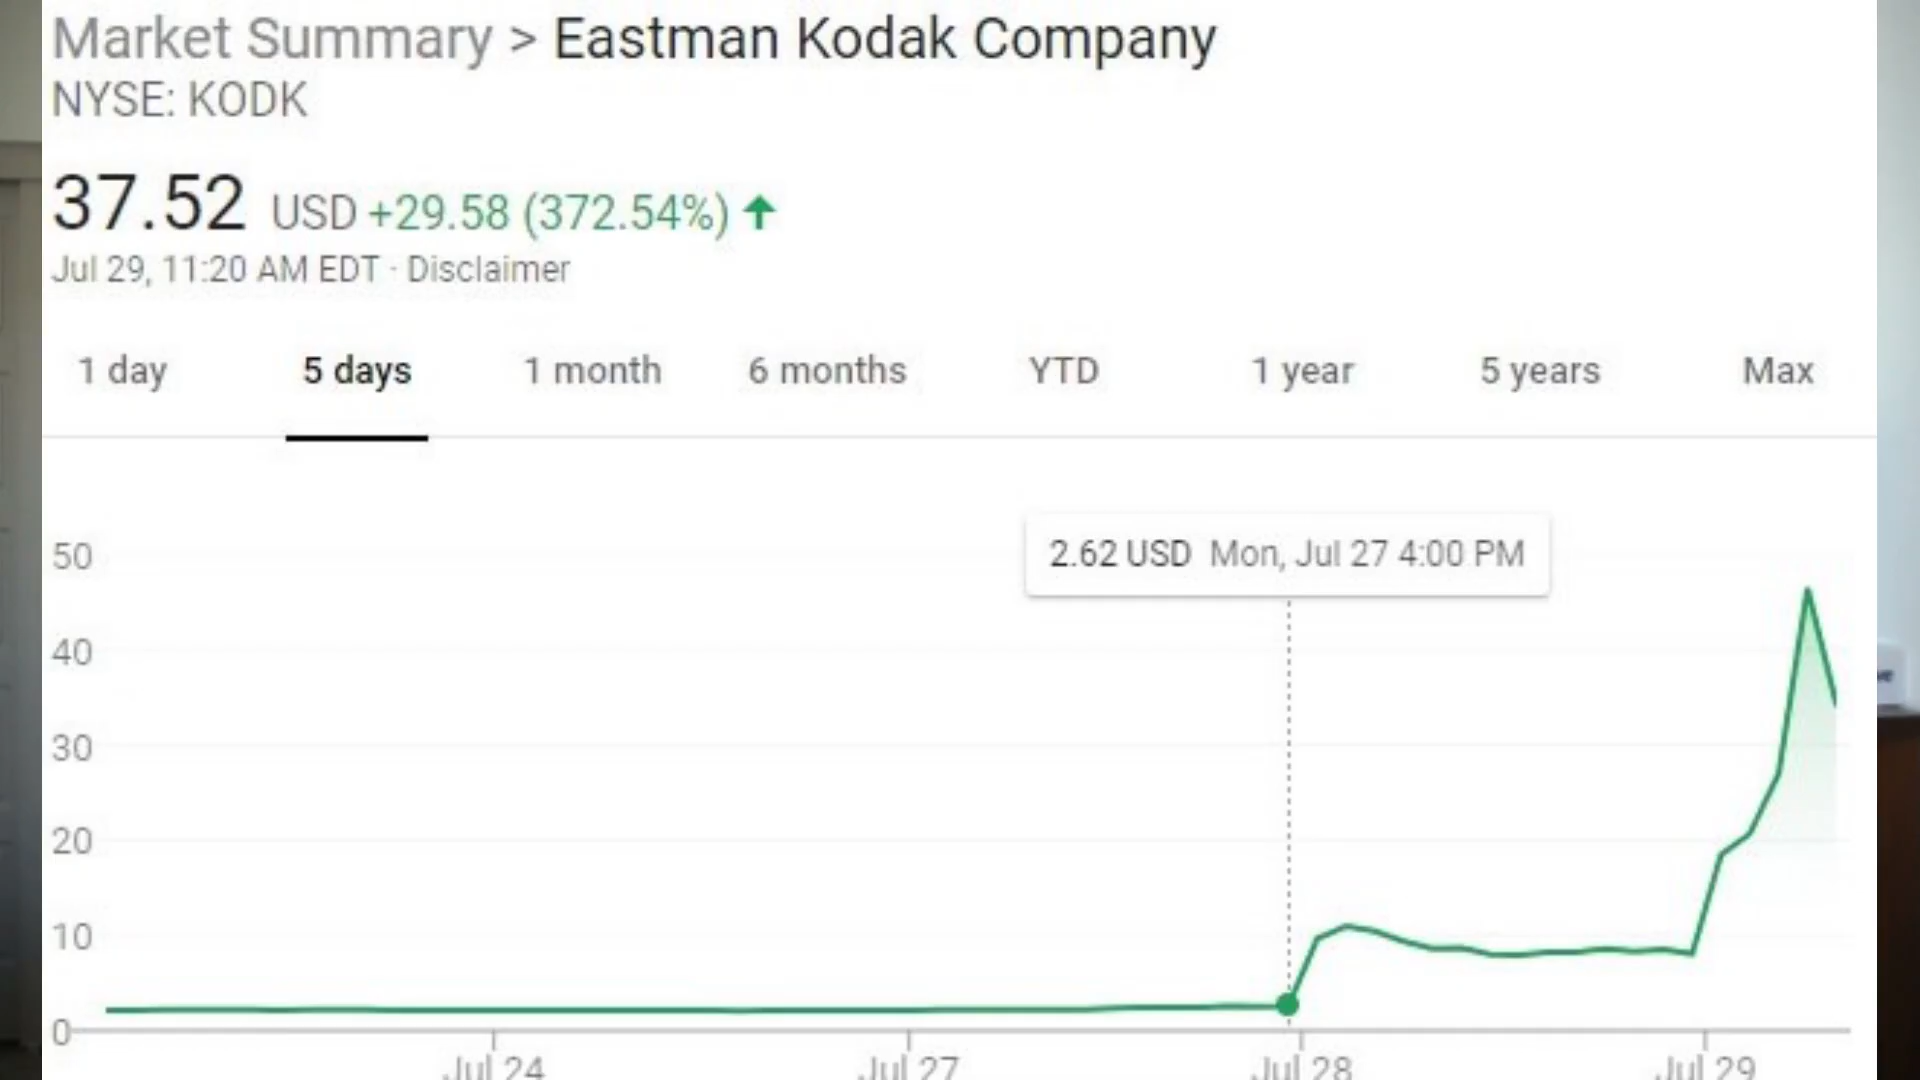 Market Summary > Eastman Kodak Company
NYSE: KODK
37.52 USD +29.58 (372.54%)
Jul 29, 11:20 AM EDT · Disclaimer
1 day 5 days 1 month 6 months YTD 1 year 5 years Max
2.62 USD Mon, Jul 27 4:00 PM
50
40
30
20
10
0
Jul 24 Jul 27 Jul 28 Jul 29